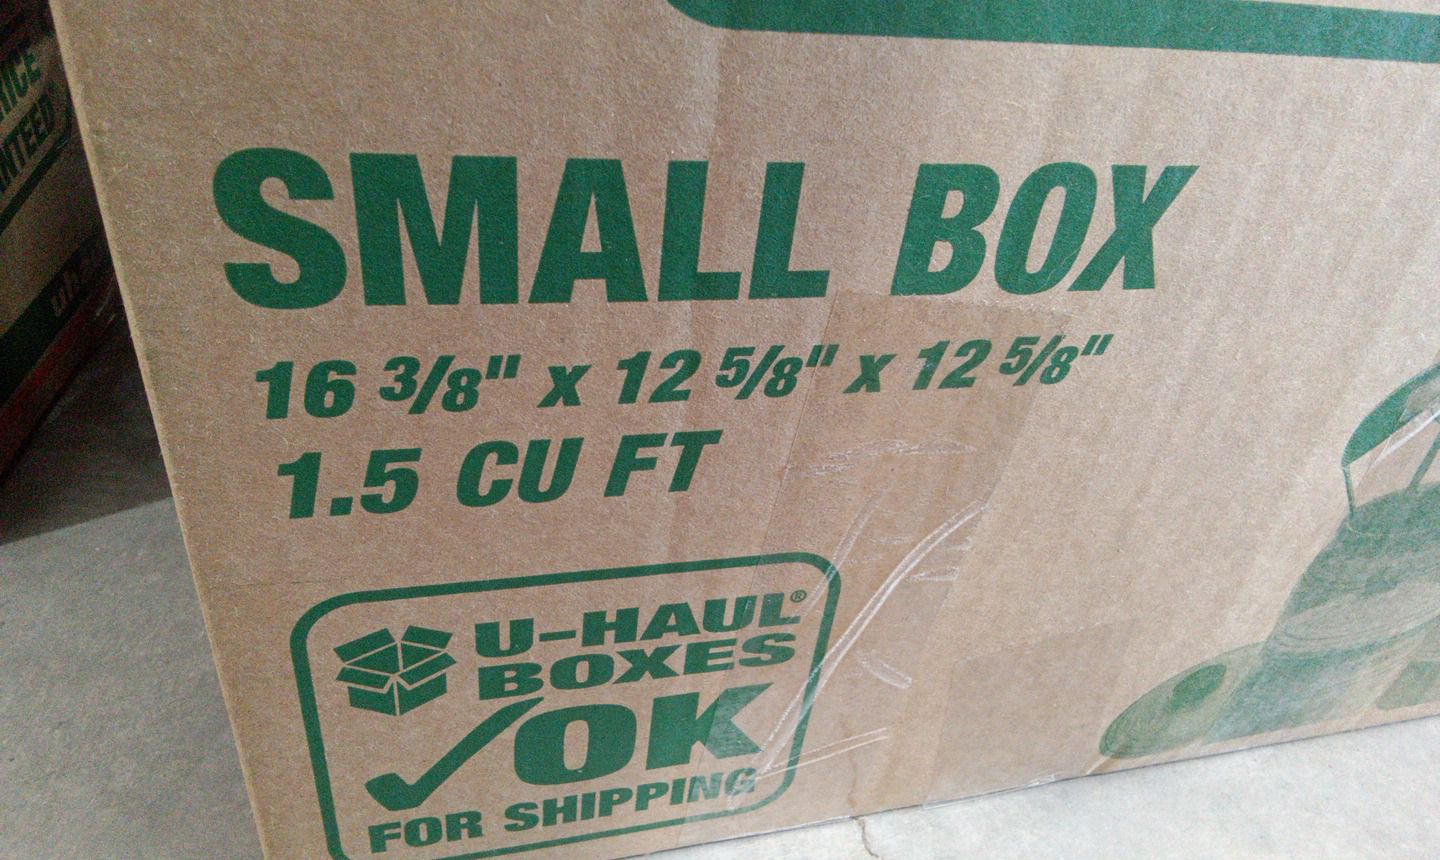 SMALL BOX
16 3/8" x 12 5/8" x 12 5/8"
1.5 CU FT
U-HAUL®
BOXES
OK
FOR SHIPPING